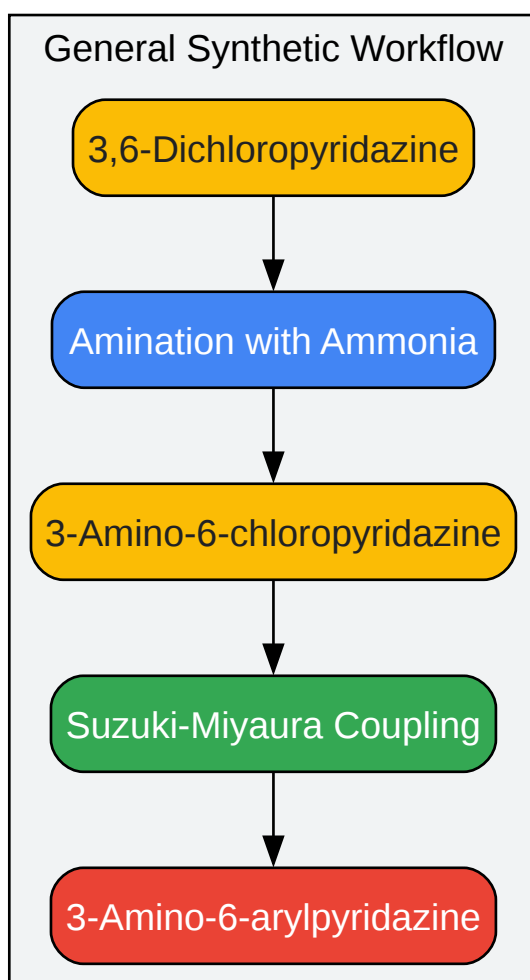 General Synthetic Workflow
3,6-Dichloropyridazine
Amination with Ammonia
3-Amino-6-chloropyridazine
Suzuki-Miyaura Coupling
3-Amino-6-arylpyridazine